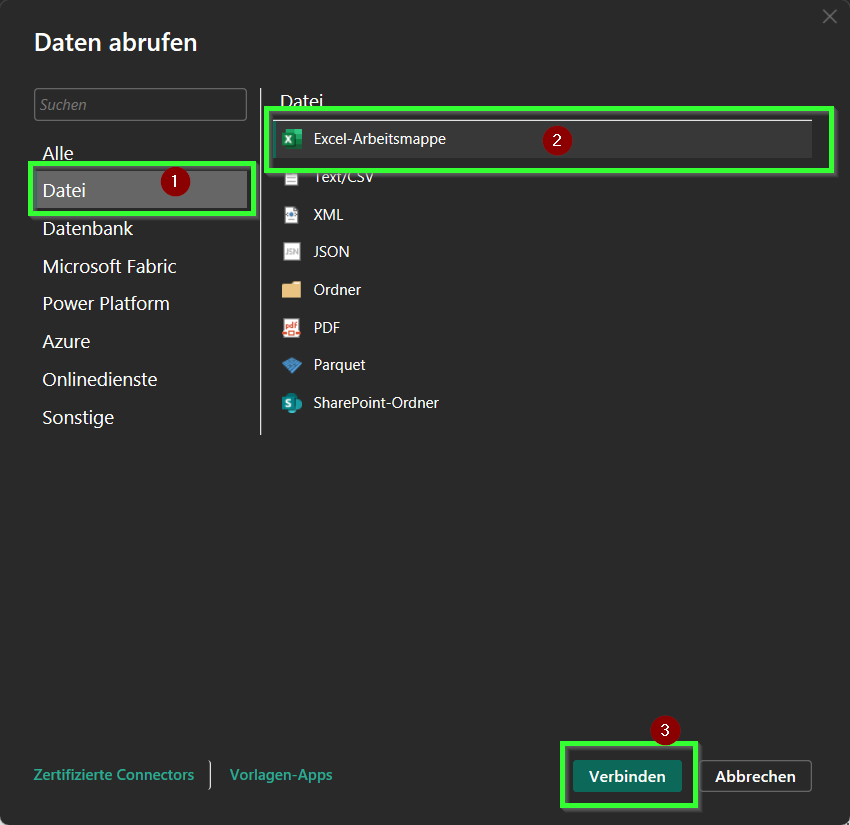 Daten abrufen
Suchen
Alle
Datei
1
Datenbank
Microsoft Fabric
Power Platform
Azure
Onlinedienste
Sonstige
Datei
Excel-Arbeitsmappe
2
Text/CSV
XML
JSON
Ordner
PDF
Parquet
SharePoint-Ordner
Zertifizierte Connectors
Vorlagen-Apps
3
Verbinden
Abbrechen